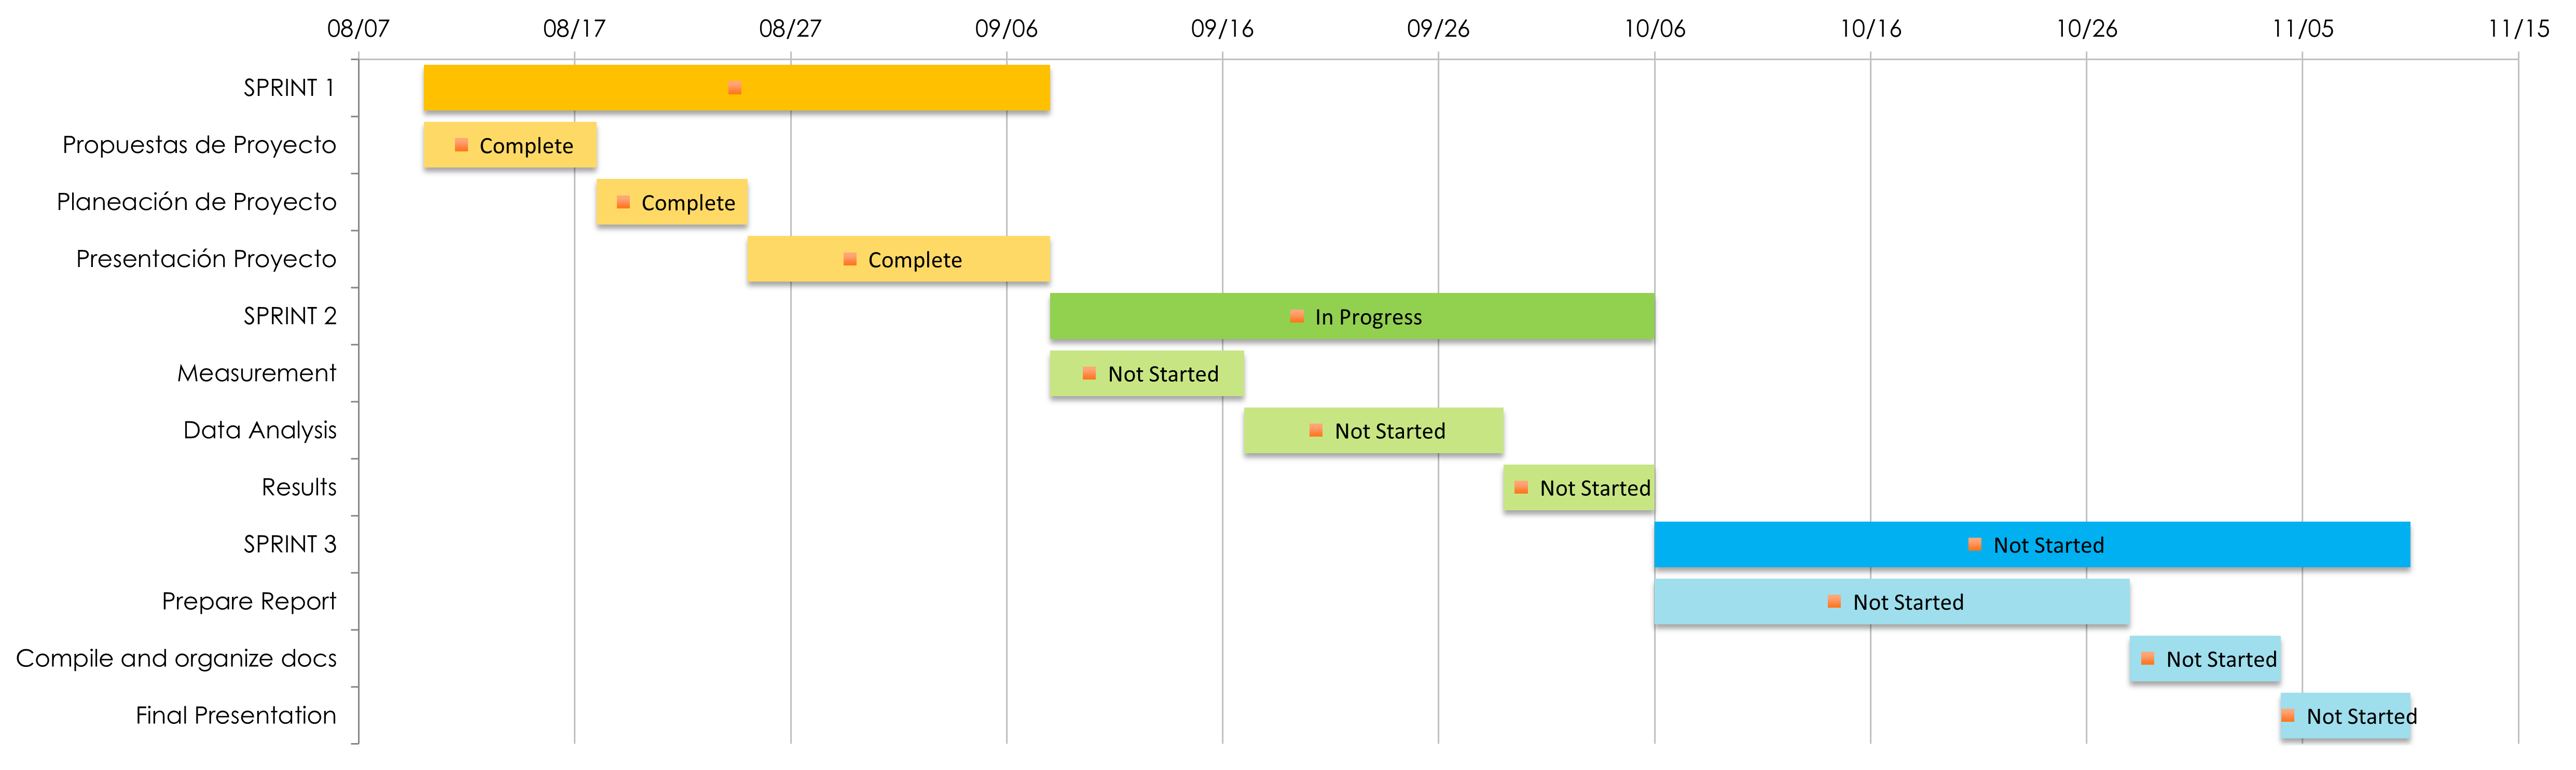 08/07 08/17 08/27 09/06 09/16 09/26 10/06 10/16 10/26 11/05 11/15
SPRINT 1
Propuestas de Proyecto Complete
Planeación de Proyecto Complete
Presentación Proyecto Complete
SPRINT 2 In Progress
Measurement Not Started
Data Analysis Not Started
Results Not Started
SPRINT 3 Not Started
Prepare Report Not Started
Compile and organize docs Not Started
Final Presentation Not Started